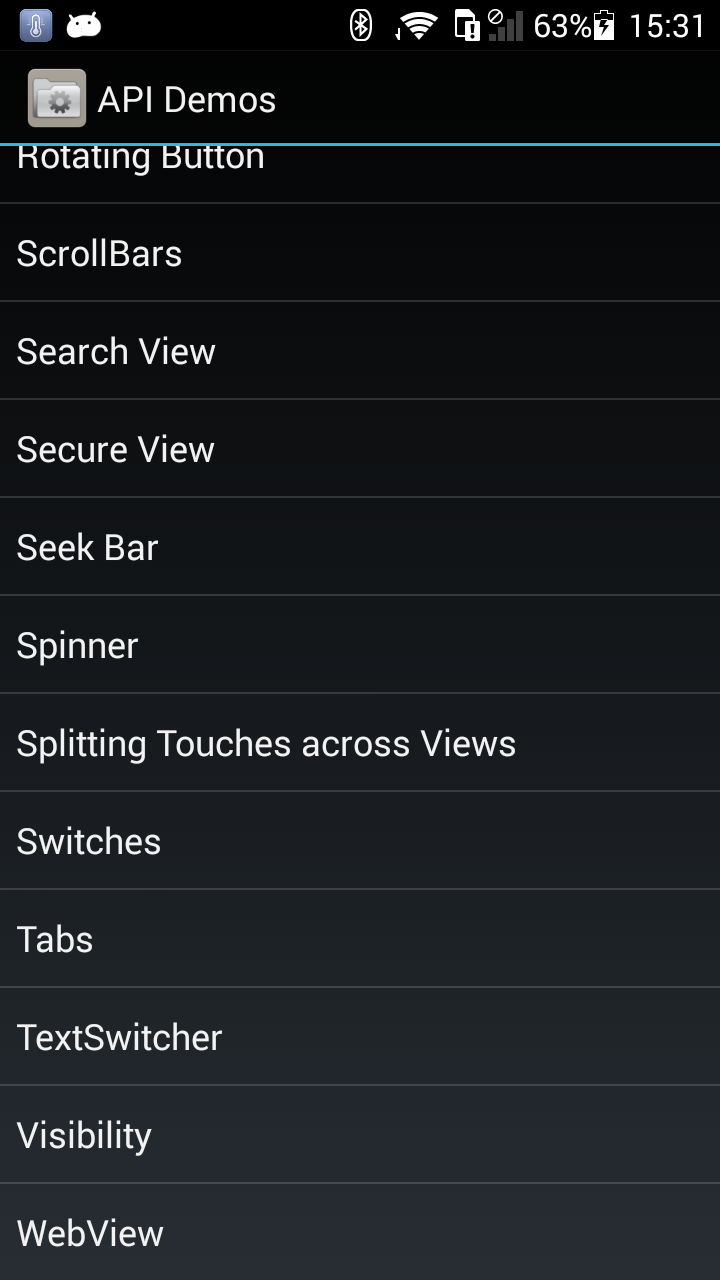 63% 15:31
API Demos
Rotating Button
ScrollBars
Search View
Secure View
Seek Bar
Spinner
Splitting Touches across Views
Switches
Tabs
TextSwitcher
Visibility
WebView